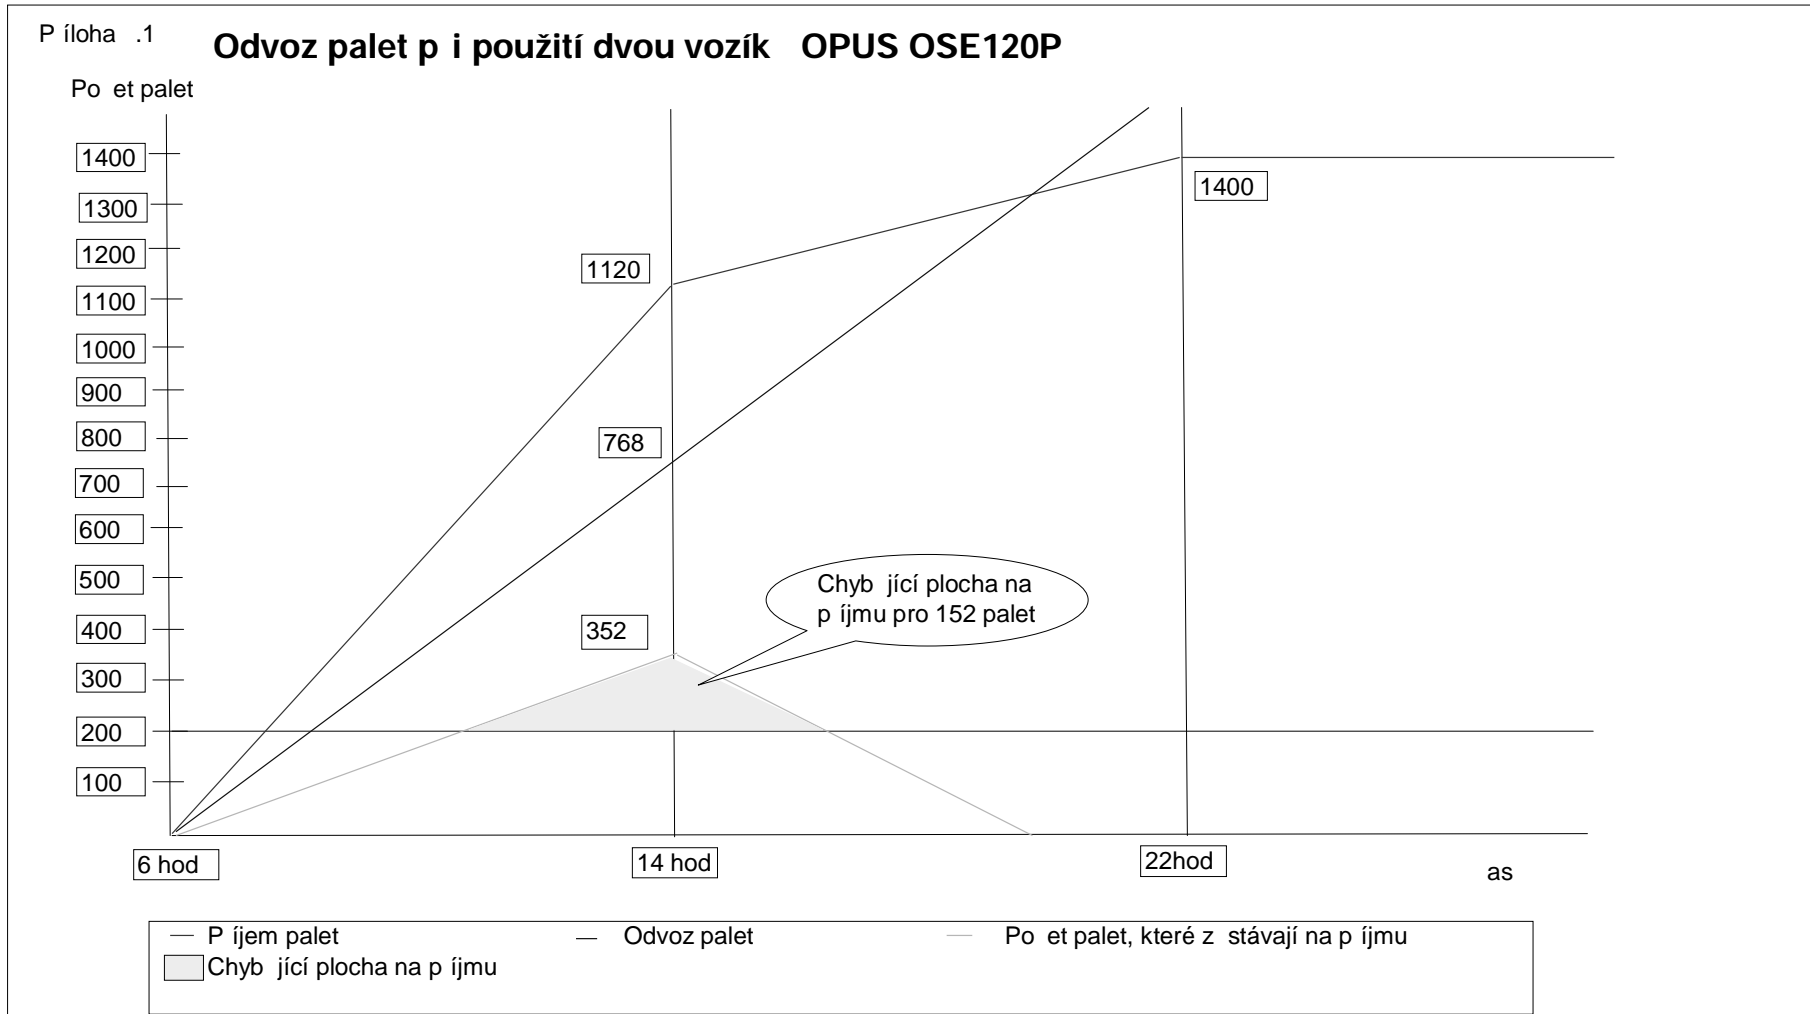 P íloha .1
Odvoz palet p i použití dvou vozík OPUS OSE120P
Po et palet
1400
1300
1200
1100
1000
900
800
700
600
500
400
300
200
100
1120
768
352
1400
Chyb jící plocha na
p íjmu pro 152 palet
6 hod
14 hod
22hod
as
P íjem palet
Odvoz palet
Po et palet, které z stávají na p íjmu
Chyb jící plocha na p íjmu